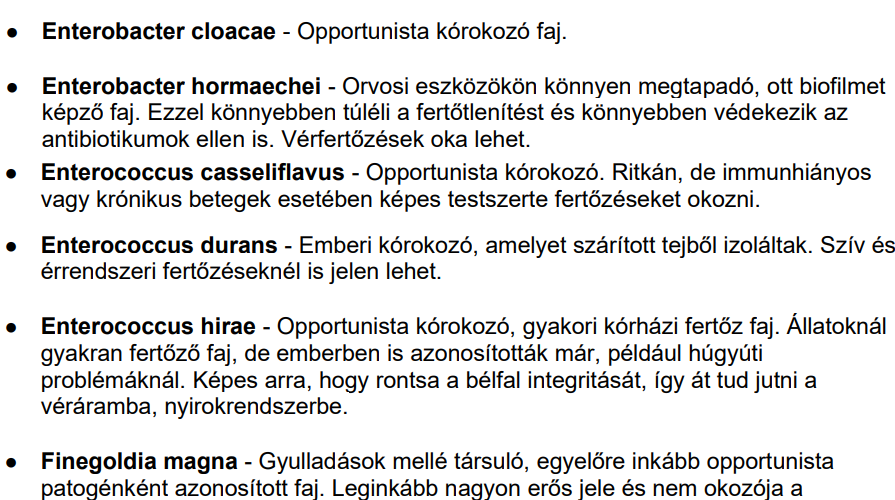 ● Enterobacter cloacae - Opportunista kórokozó faj.
● Enterobacter hormaechei - Orvosi eszközökön könnyen megtapadó, ott biofilmet
képző faj. Ezzel könnyebben túléli a fertőtlenítést és könnyebben védekezik az
antibiotikumok ellen is. Vérfertőzések oka lehet.
● Enterococcus casseliflavus - Opportunista kórokozó. Ritkán, de immunhiányos
vagy krónikus betegek esetében képes testszerte fertőzéseket okozni.
● Enterococcus durans - Emberi kórokozó, amelyet szárított tejből izoláltak. Szív és
érrendszeri fertőzéseknél is jelen lehet.
● Enterococcus hirae - Opportunista kórokozó, gyakori kórházi fertőz faj. Állatoknál
gyakran fertőző faj, de emberben is azonosították már, például húgyúti
problémáknál. Képes arra, hogy rontsa a bélfal integritását, így át tud jutni a
véráramba, nyirokrendszerbe.
● Finegoldia magna - Gyulladások mellé társuló, egyelőre inkább opportunista
patogénként azonosított faj. Leginkább nagyon erős jele és nem okozója a